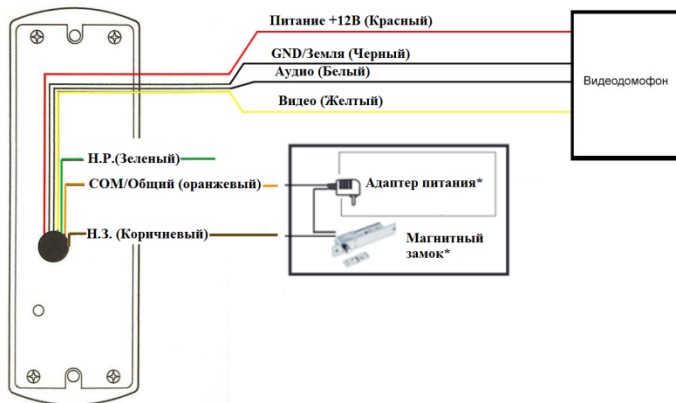 Питание +12В (Красный)
GND/Земля (Черный)
Аудио (Белый)
Видео (Желтый)
Видеодомофон
Н.Р.(Зеленый)
COM/Общий (оранжевый)
Адаптер питания*
Н.З. (Коричневый)
Магнитный
замок*